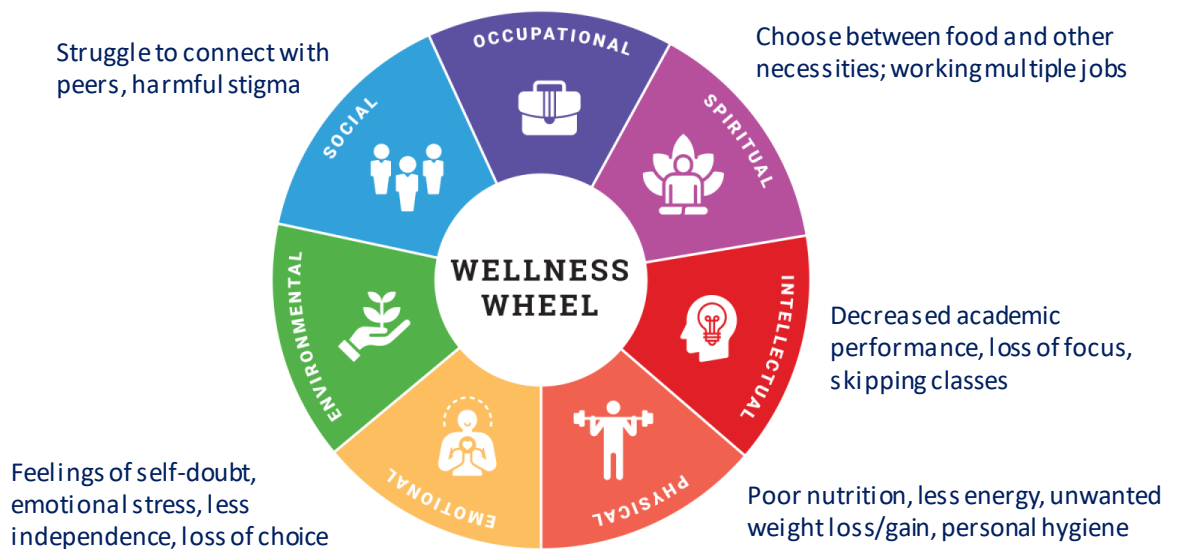 Struggle to connect with
peers, harmful stigma
OCCUPATIONAL
Choose between food and other
necessities; working multiple jobs
SOCIAL
SPIRITUAL
WELLNESS
WHEEL
ENVIRONMENTAL
INTELLECTUAL
Decreased academic
performance, loss of focus,
skipping classes
EMOTIONAL
PHYSICAL
Feelings of self-doubt,
emotional stress, less
independence, loss of choice
Poor nutrition, less energy, unwanted
weight loss/gain, personal hygiene